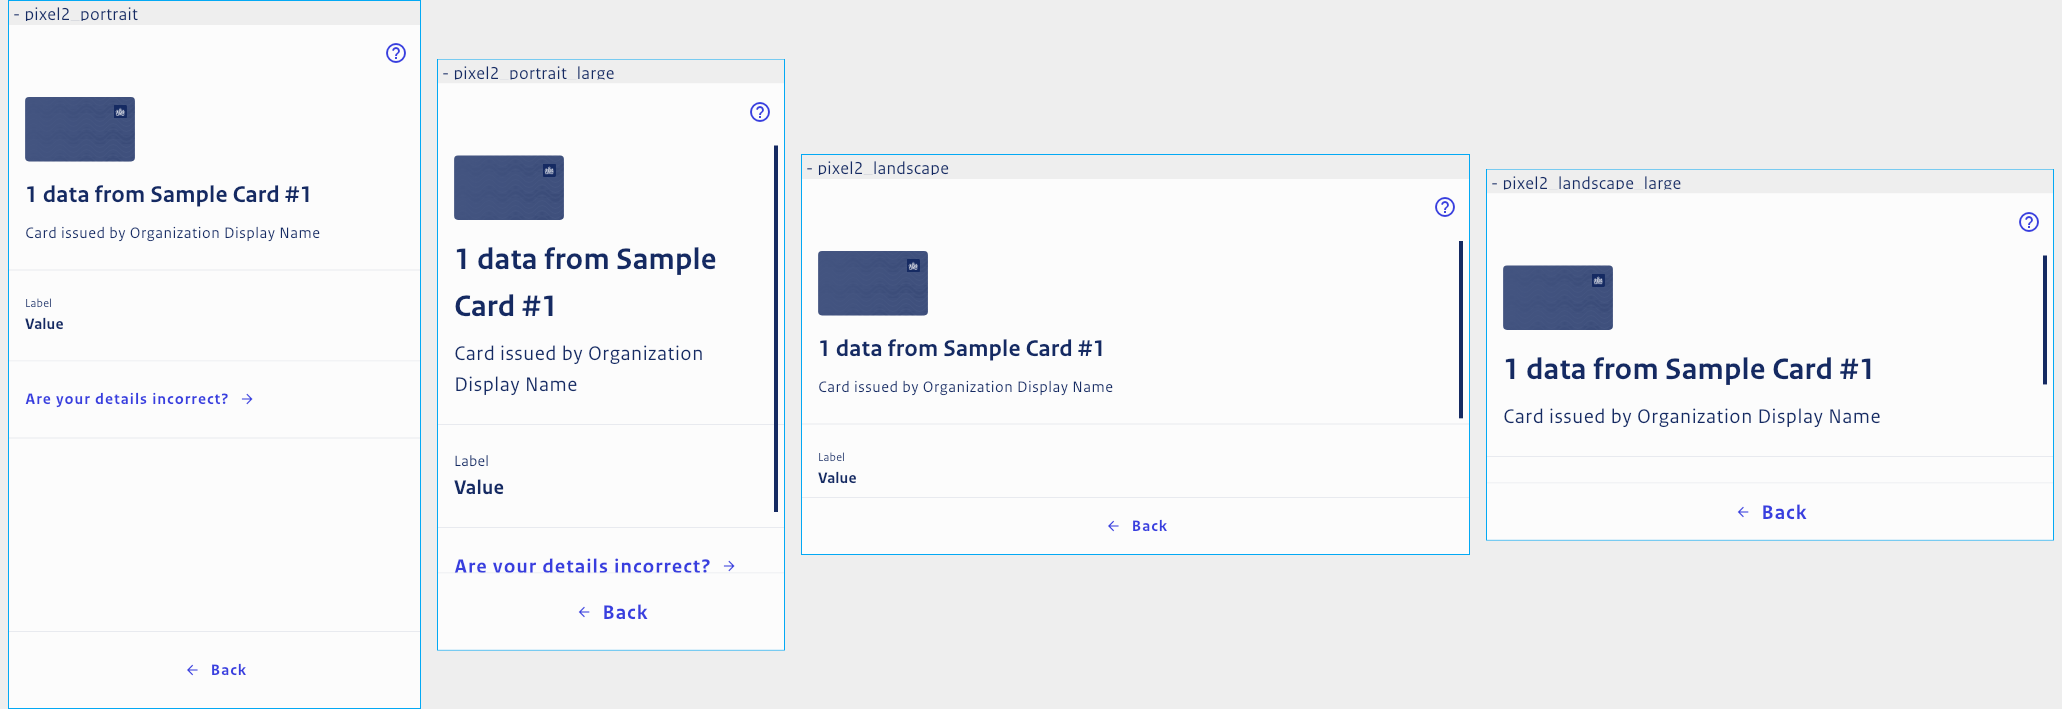 - pixel2_portrait
1 data from Sample Card #1
Card issued by Organization Display Name
Label
Value
Are your details incorrect? →
← Back
- pixel2_portrait_large
1 data from Sample
Card #1
Card issued by Organization
Display Name
Label
Value
Are your details incorrect? →
← Back
- pixel2_landscape
1 data from Sample Card #1
Card issued by Organization Display Name
Label
Value
← Back
- pixel2_landscape_large
1 data from Sample Card #1
Card issued by Organization Display Name
← Back